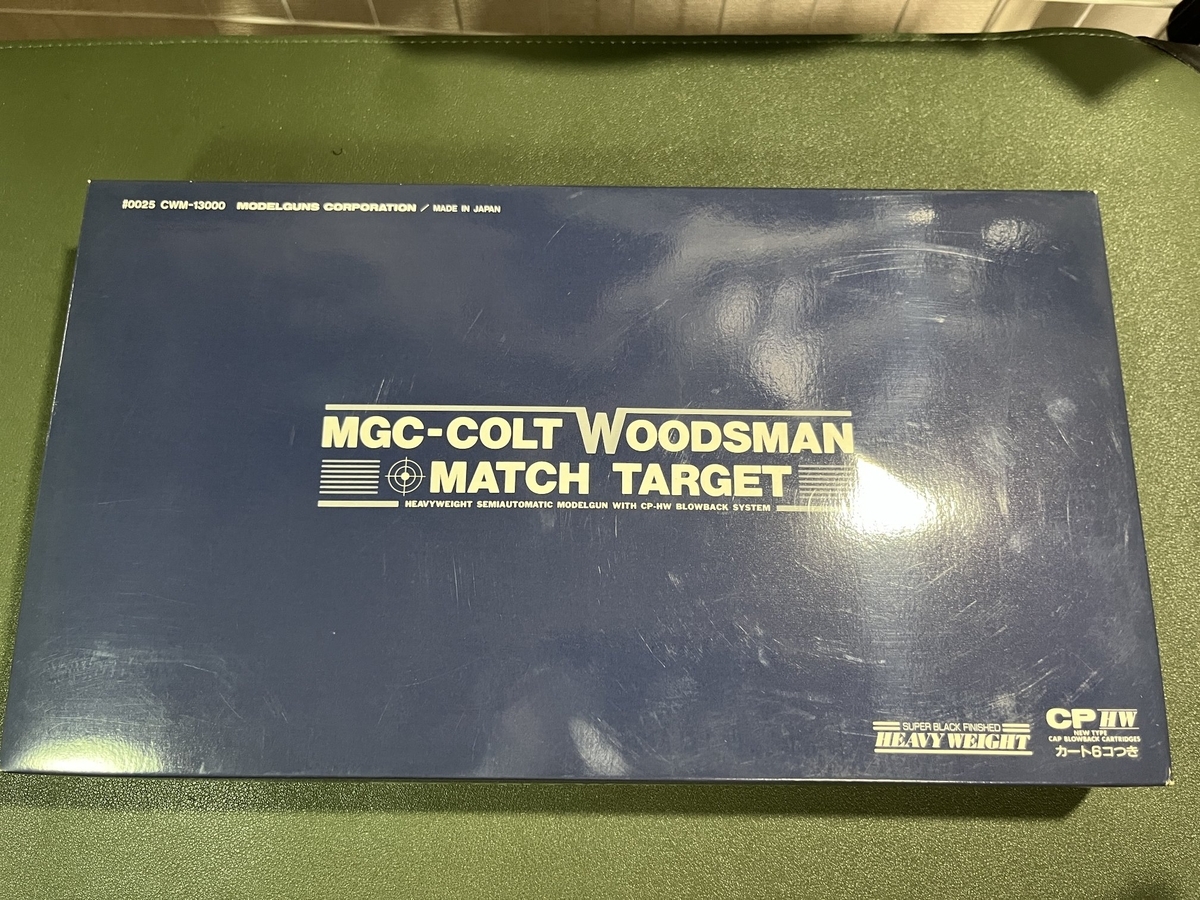 #0025 CWM-13000 MODELGUNS CORPORATION / MADE IN JAPAN
MGC-COLT WOODSMAN
MATCH TARGET
HEAVYWEIGHT SEMIAUTOMATIC MODELGUN WITH CP-HW BLOWBACK SYSTEM
SUPER BLACK FINISHED
HEAVY WEIGHT
CP HW
NEW TYPE
CAP BLOWBACK CARTRIDGES
カート6コつき